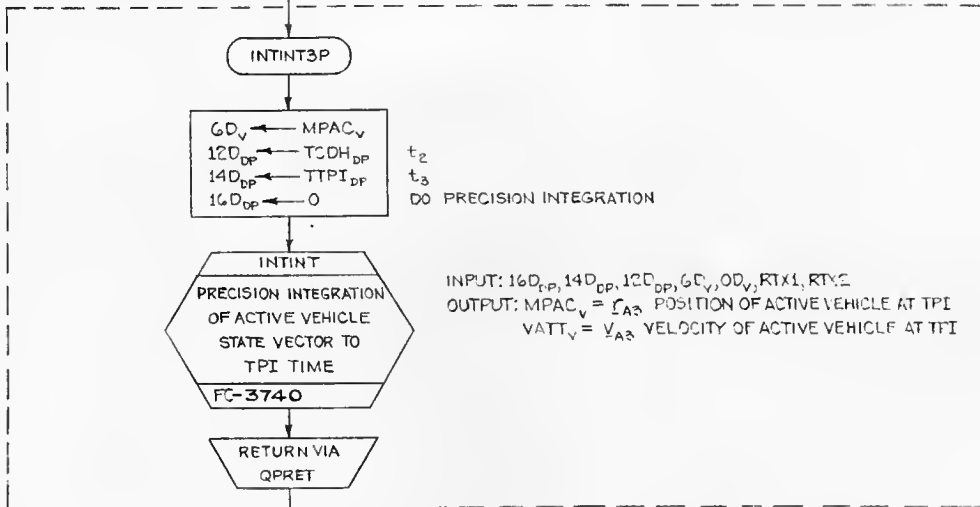 INTINT3P
6D_V ← MPAC_V
12D_DP ← TCDH_DP t_2
14D_DP ← TTPI_DP t_3
16D_DP ← 0 DO PRECISION INTEGRATION
INTINT
PRECISION INTEGRATION
OF ACTIVE VEHICLE
STATE VECTOR TO
TPI TIME
FC-3740
INPUT: 16D_DP, 14D_DP, 12D_DP, 6D_V, 0D_V, RTX1, RTX2
OUTPUT: MPAC_V = r_A3 POSITION OF ACTIVE VEHICLE AT TPI
VATT_V = V_A3 VELOCITY OF ACTIVE VEHICLE AT TPI
RETURN VIA
QPRET